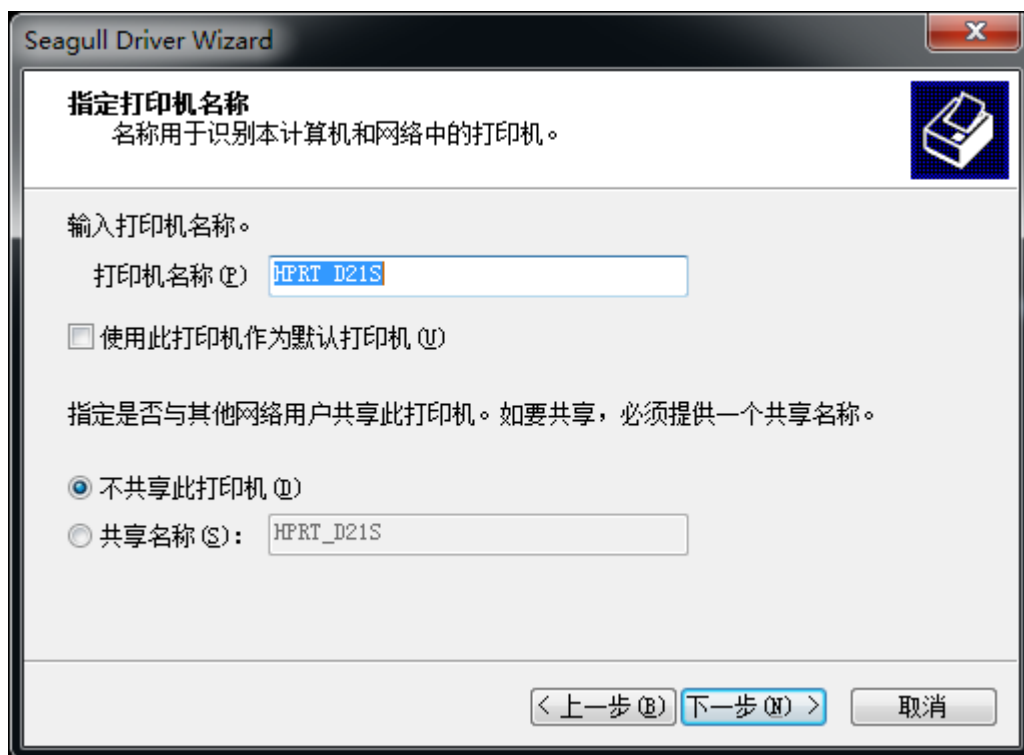 Seagull Driver Wizard
指定打印机名称
名称用于识别本计算机和网络中的打印机。
输入打印机名称。
打印机名称(P) HPRT D21S
使用此打印机作为默认打印机(U)
指定是否与其他网络用户共享此打印机。如要共享，必须提供一个共享名称。
不共享此打印机(D)
共享名称(S): HPRT_D21S
< 上一步(B) 下一步(N) > 取消